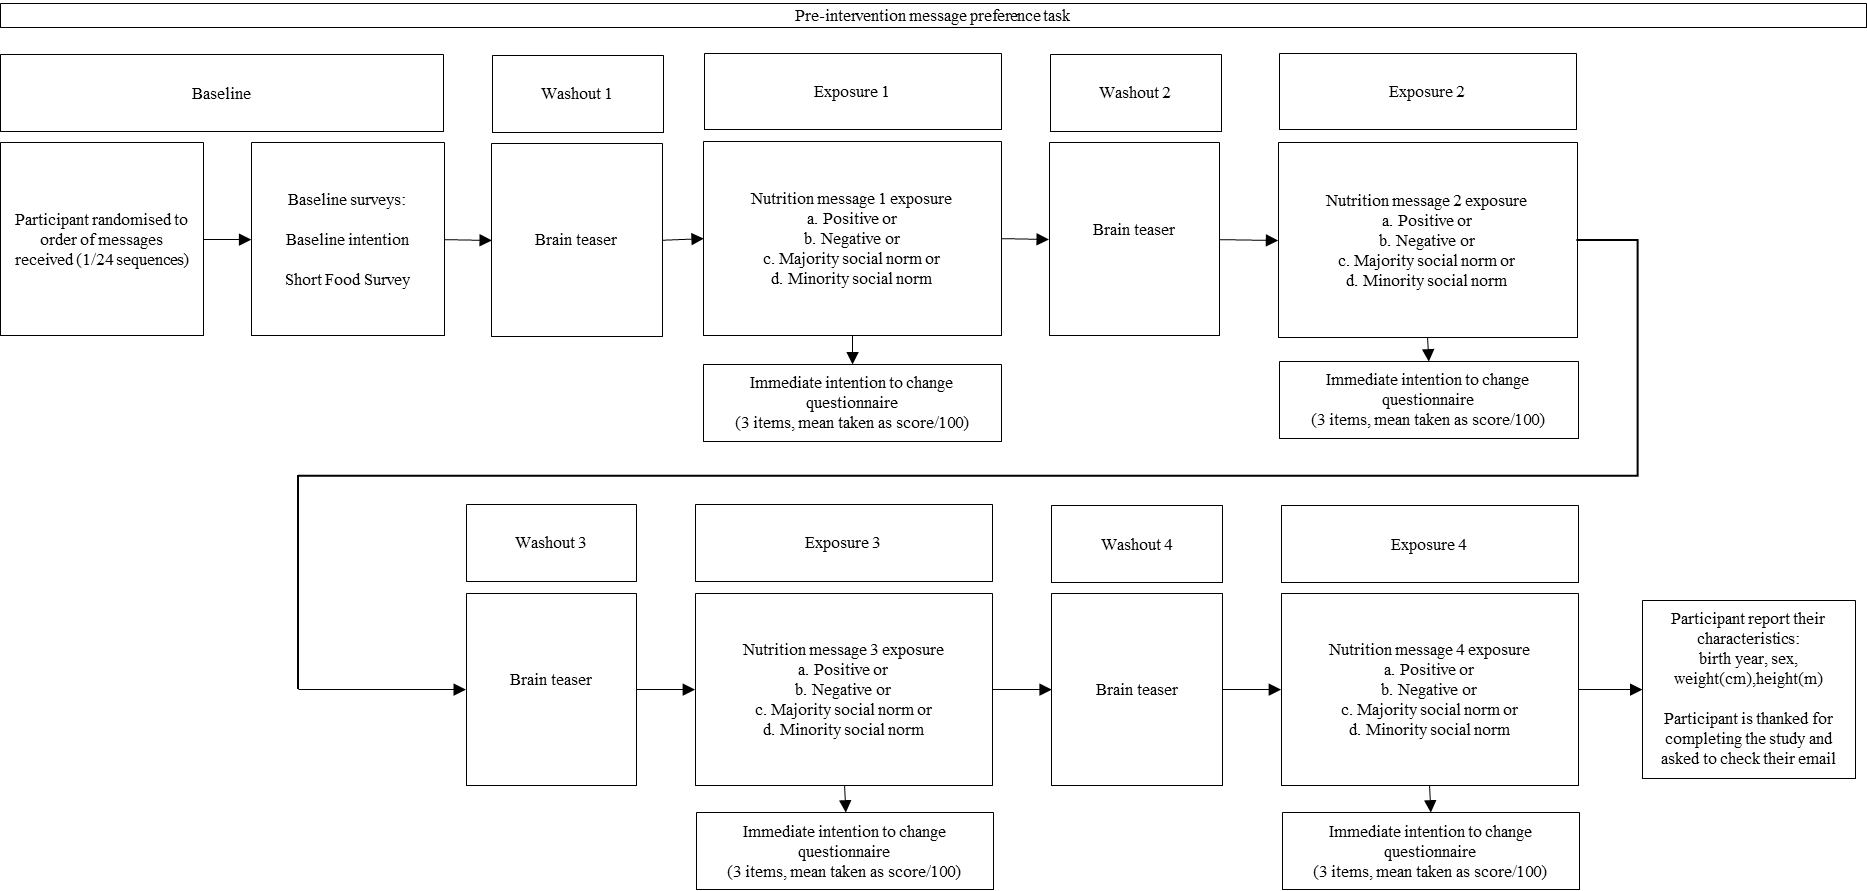 Pre-intervention message preference task
Baseline
Washout 1
Exposure 1
Washout 2
Exposure 2
Participant randomised to
order of messages
received (1/24 sequences)
Baseline surveys:
Baseline intention
Short Food Survey
Brain teaser
Nutrition message 1 exposure
a. Positive or
b. Negative or
c. Majority social norm or
d. Minority social norm
Brain teaser
Nutrition message 2 exposure
a. Positive or
b. Negative or
c. Majority social norm or
d. Minority social norm
Immediate intention to change
questionnaire
(3 items, mean taken as score/100)
Immediate intention to change
questionnaire
(3 items, mean taken as score/100)
Washout 3
Exposure 3
Washout 4
Exposure 4
Brain teaser
Nutrition message 3 exposure
a. Positive or
b. Negative or
c. Majority social norm or
d. Minority social norm
Brain teaser
Nutrition message 4 exposure
a. Positive or
b. Negative or
c. Majority social norm or
d. Minority social norm
Participant report their
characteristics:
birth year, sex,
weight(cm),height(m)
Participant is thanked for
completing the study and
asked to check their email
Immediate intention to change
questionnaire
(3 items, mean taken as score/100)
Immediate intention to change
questionnaire
(3 items, mean taken as score/100)